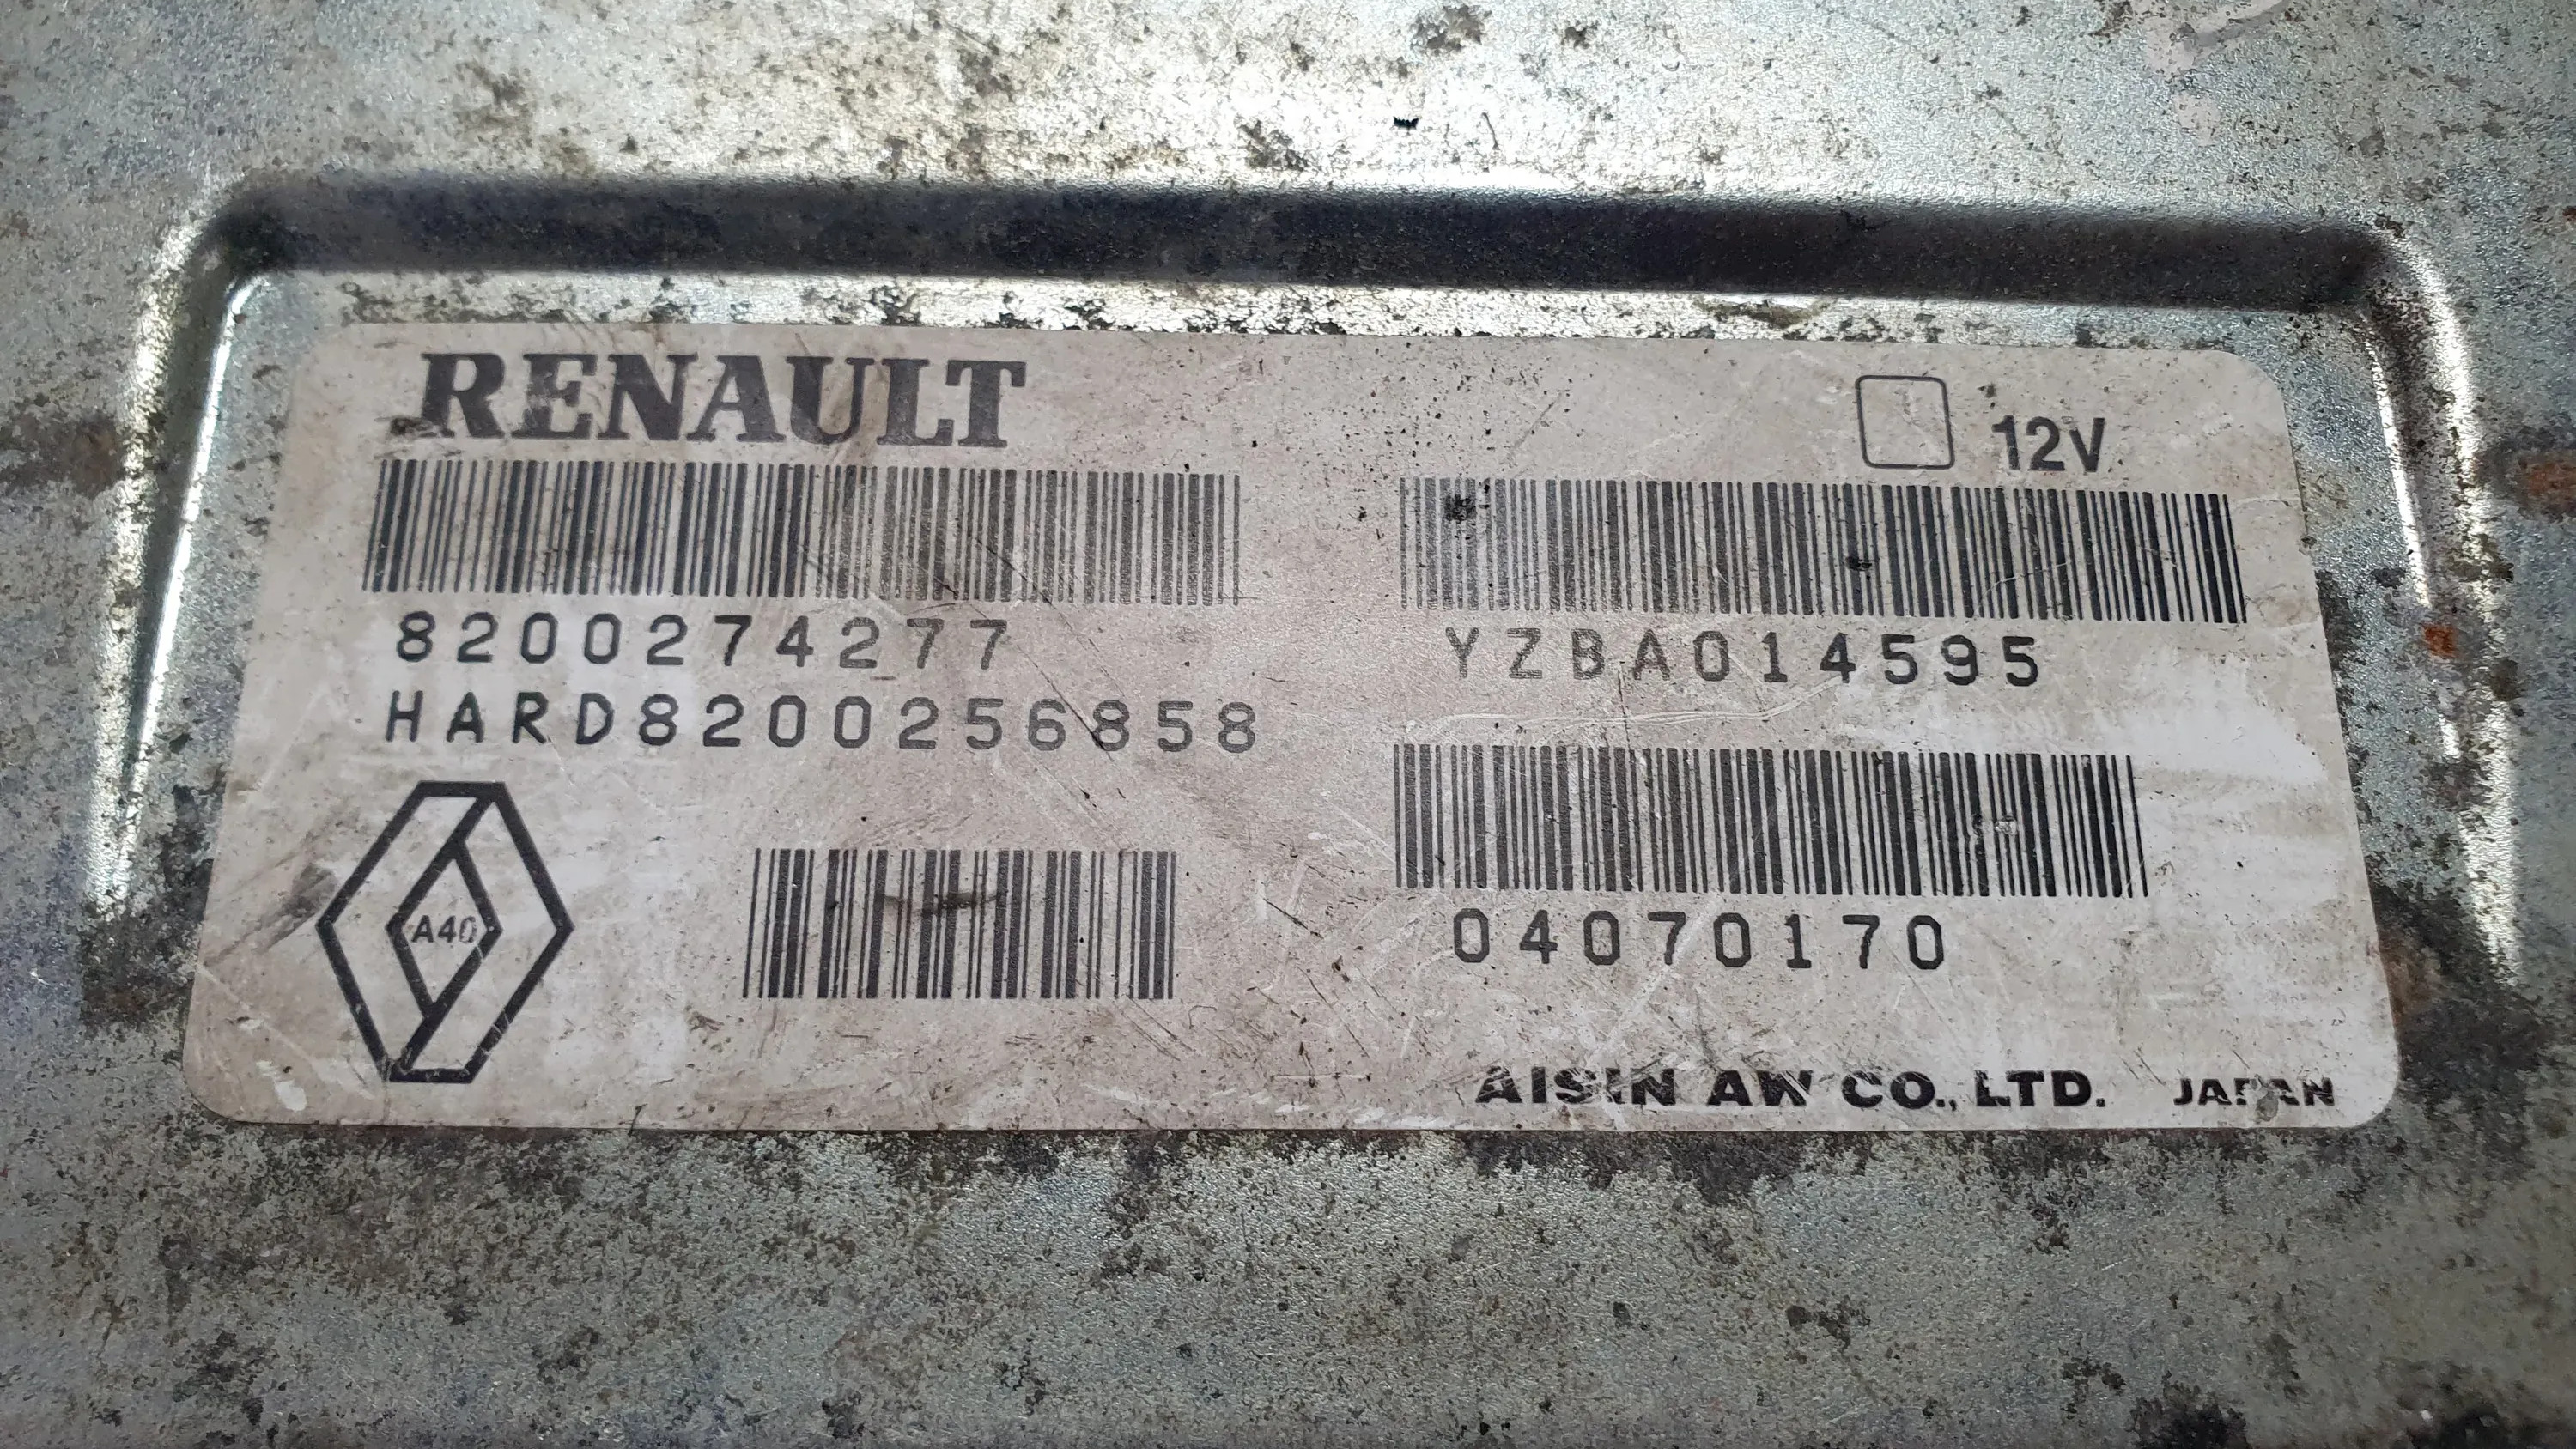 RENAULT
12V
8200274277
YZBA014595
HARD8200256858
A40
04070170
AISIN AW CO., LTD. JAPAN